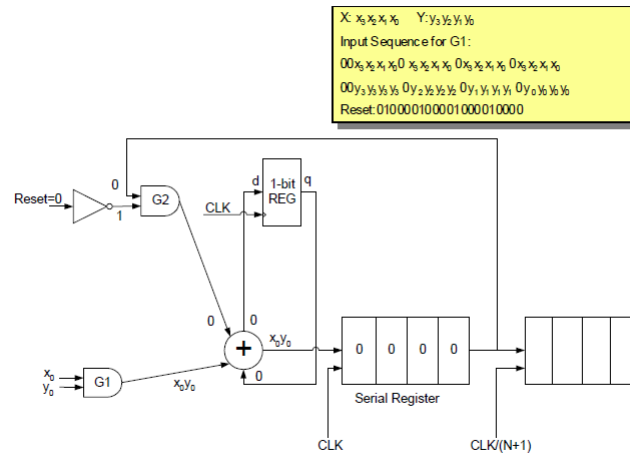 X: x₃x₂x₁x₀ Y: y₃y₂y₁y₀
Input Sequence for G1:
00x₃x₂x₁x₀0 x₃x₂x₁x₀ 0x₃x₂x₁x₀ 0x₃x₂x₁x₀
00y₃y₃y₃y₃ 0y₂y₂y₂y₂ 0y₁y₁y₁y₁ 0y₀y₀y₀y₀
Reset:010000100001000010000
0
G2
Reset=0
1
d
1-bit
REG
q
CLK
0
0
+
x₀y₀
0
0 0 0 0
x₀
y₀
G1
x₀y₀
Serial Register
CLK
CLK/(N+1)